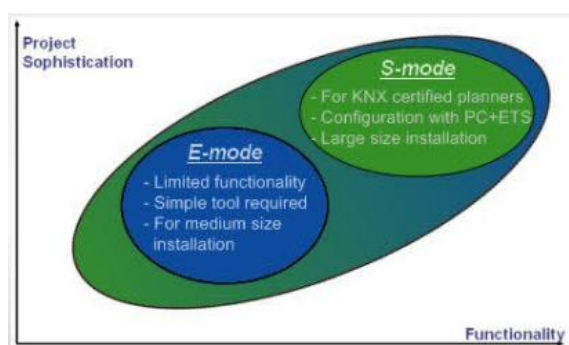 Project
Sophistication
S-mode
- For KNX certified planners
- Configuration with PC+ETS
- Large size installation
E-mode
- Limited functionality
- Simple tool required
- For medium size
installation
Functionality